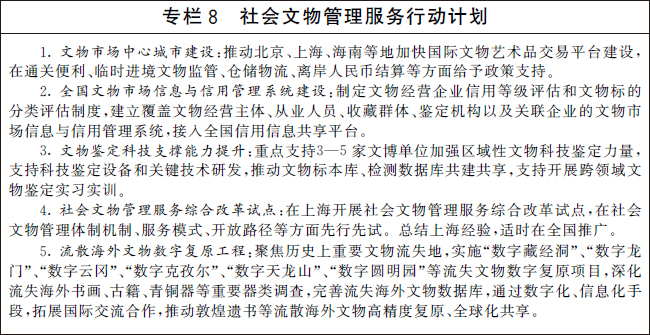 专栏 8　社会文物管理服务行动计划
1. 文物市场中心城市建设:推动北京、上海、海南等地加快国际文物艺术品交易平台建设,
在通关便利、临时进境文物监管、仓储物流、离岸人民币结算等方面给予政策支持。
2. 全国文物市场信息与信用管理系统建设:制定文物经营企业信用等级评估和文物标的
分类评估制度,建立覆盖文物经营主体、从业人员、收藏群体、鉴定机构以及关联企业的文物市
场信息与信用管理系统,接入全国信用信息共享平台。
3. 文物鉴定科技支撑能力提升:重点支持3—5 家文博单位加强区域性文物科技鉴定力量,
支持科技鉴定设备和关键技术研发,推动文物标本库、检测数据库共建共享,支持开展跨领域文
物鉴定实习实训。
4. 社会文物管理服务综合改革试点:在上海开展社会文物管理服务综合改革试点,在社会
文物管理体制机制、服务模式、开放路径等方面先行先试。总结上海经验,适时在全国推广。
5. 流散海外文物数字复原工程:聚焦历史上重要文物流失地,实施“数字藏经洞”、“数字龙
门”、“数字云冈”、“数字克孜尔”、“数字天龙山”、“数字圆明园”等流失文物数字复原项目,深化
流失海外书画、古籍、青铜器等重要器类调查,完善流失海外文物数据库,通过数字化、信息化手
段,拓展国际交流合作,推动敦煌遗书等流散海外文物高精度复原、全球化共享。